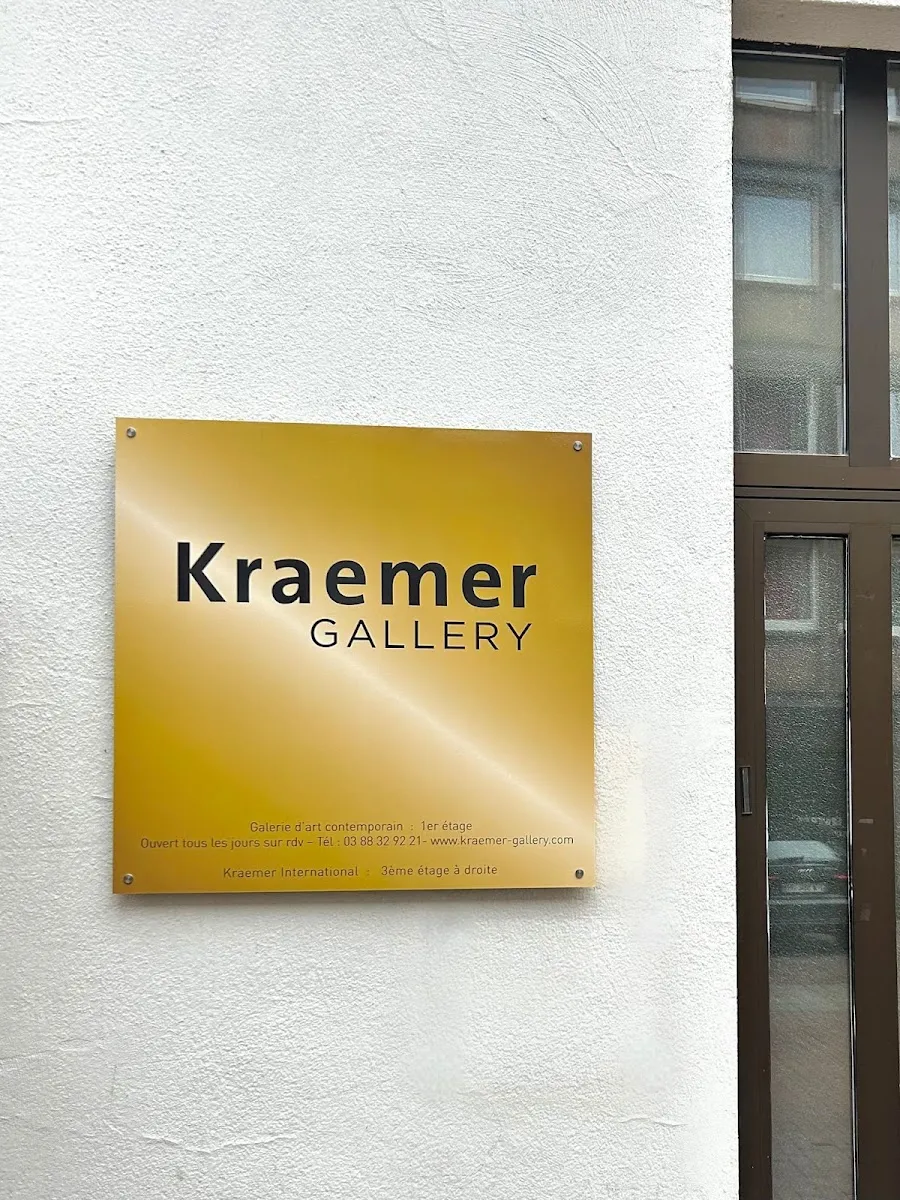 Kraemer
GALLERY
Galerie d'art contemporain : 1er étage
Ouvert tous les jours sur rdv – Tél : 03 88 32 92 21- www.kraemer-gallery.com
Kraemer International : 3ème étage à droite